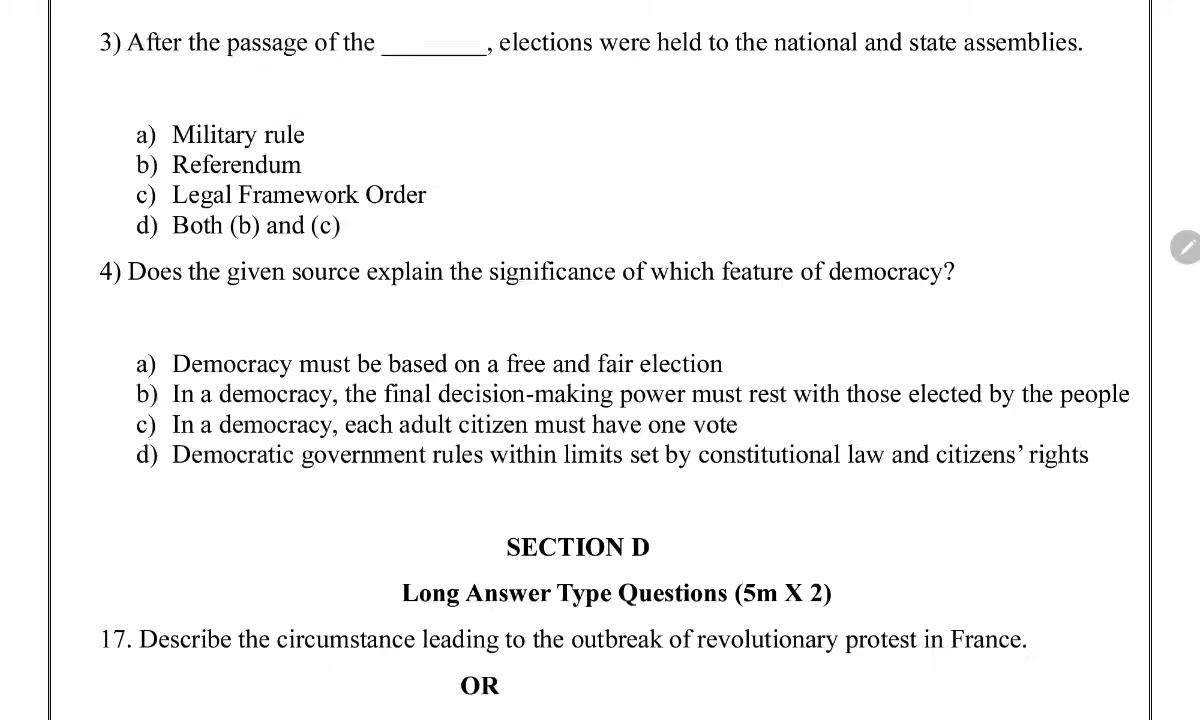 3) After the passage of the ________, elections were held to the national and state assemblies.
a) Military rule
b) Referendum
c) Legal Framework Order
d) Both (b) and (c)
4) Does the given source explain the significance of which feature of democracy?
a) Democracy must be based on a free and fair election
b) In a democracy, the final decision-making power must rest with those elected by the people
c) In a democracy, each adult citizen must have one vote
d) Democratic government rules within limits set by constitutional law and citizens’ rights
SECTION D
Long Answer Type Questions (5m X 2)
17. Describe the circumstance leading to the outbreak of revolutionary protest in France.
OR